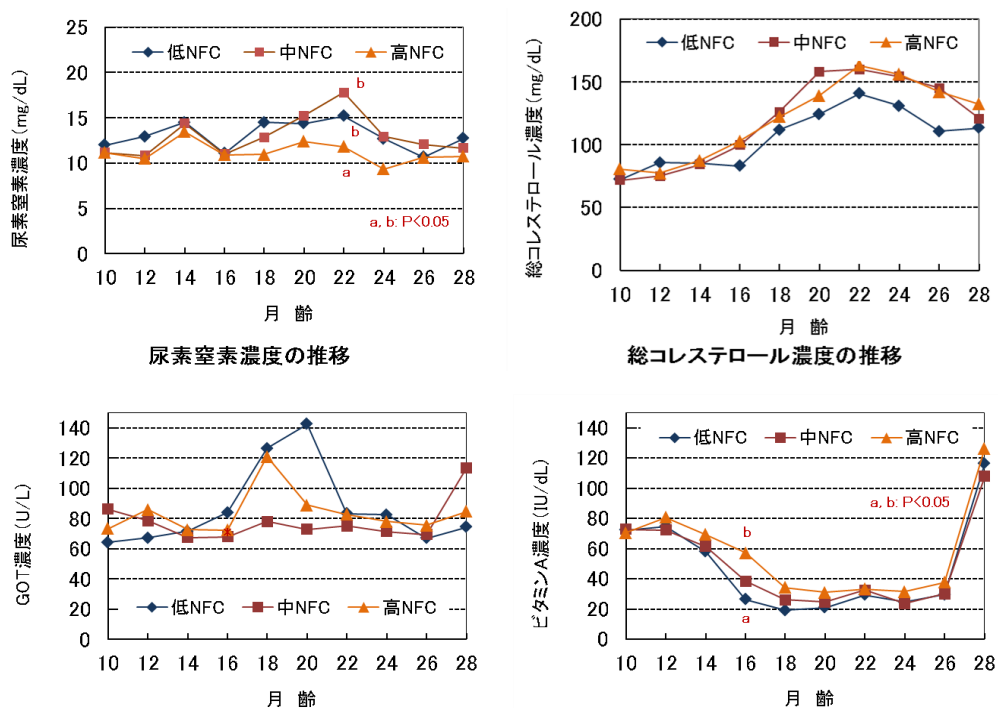 尿素窒素濃度(mg/dL)
25
20
15
10
5
0
低NFC 中NFC 高NFC
b
b
a
a, b: P<0.05
10 12 14 16 18 20 22 24 26 28
月 齢
尿素窒素濃度の推移
総コレステロール濃度(mg/dL)
200
150
100
50
0
低NFC 中NFC 高NFC
10 12 14 16 18 20 22 24 26 28
月 齢
総コレステロール濃度の推移
GOT濃度(U/L)
140
120
100
80
60
40
20
0
低NFC 中NFC 高NFC
10 12 14 16 18 20 22 24 26 28
月 齢
ビタミンA濃度(IU/dL)
140
120
100
80
60
40
20
0
低NFC 中NFC 高NFC
a, b: P<0.05
b
a
10 12 14 16 18 20 22 24 26 28
月 齢